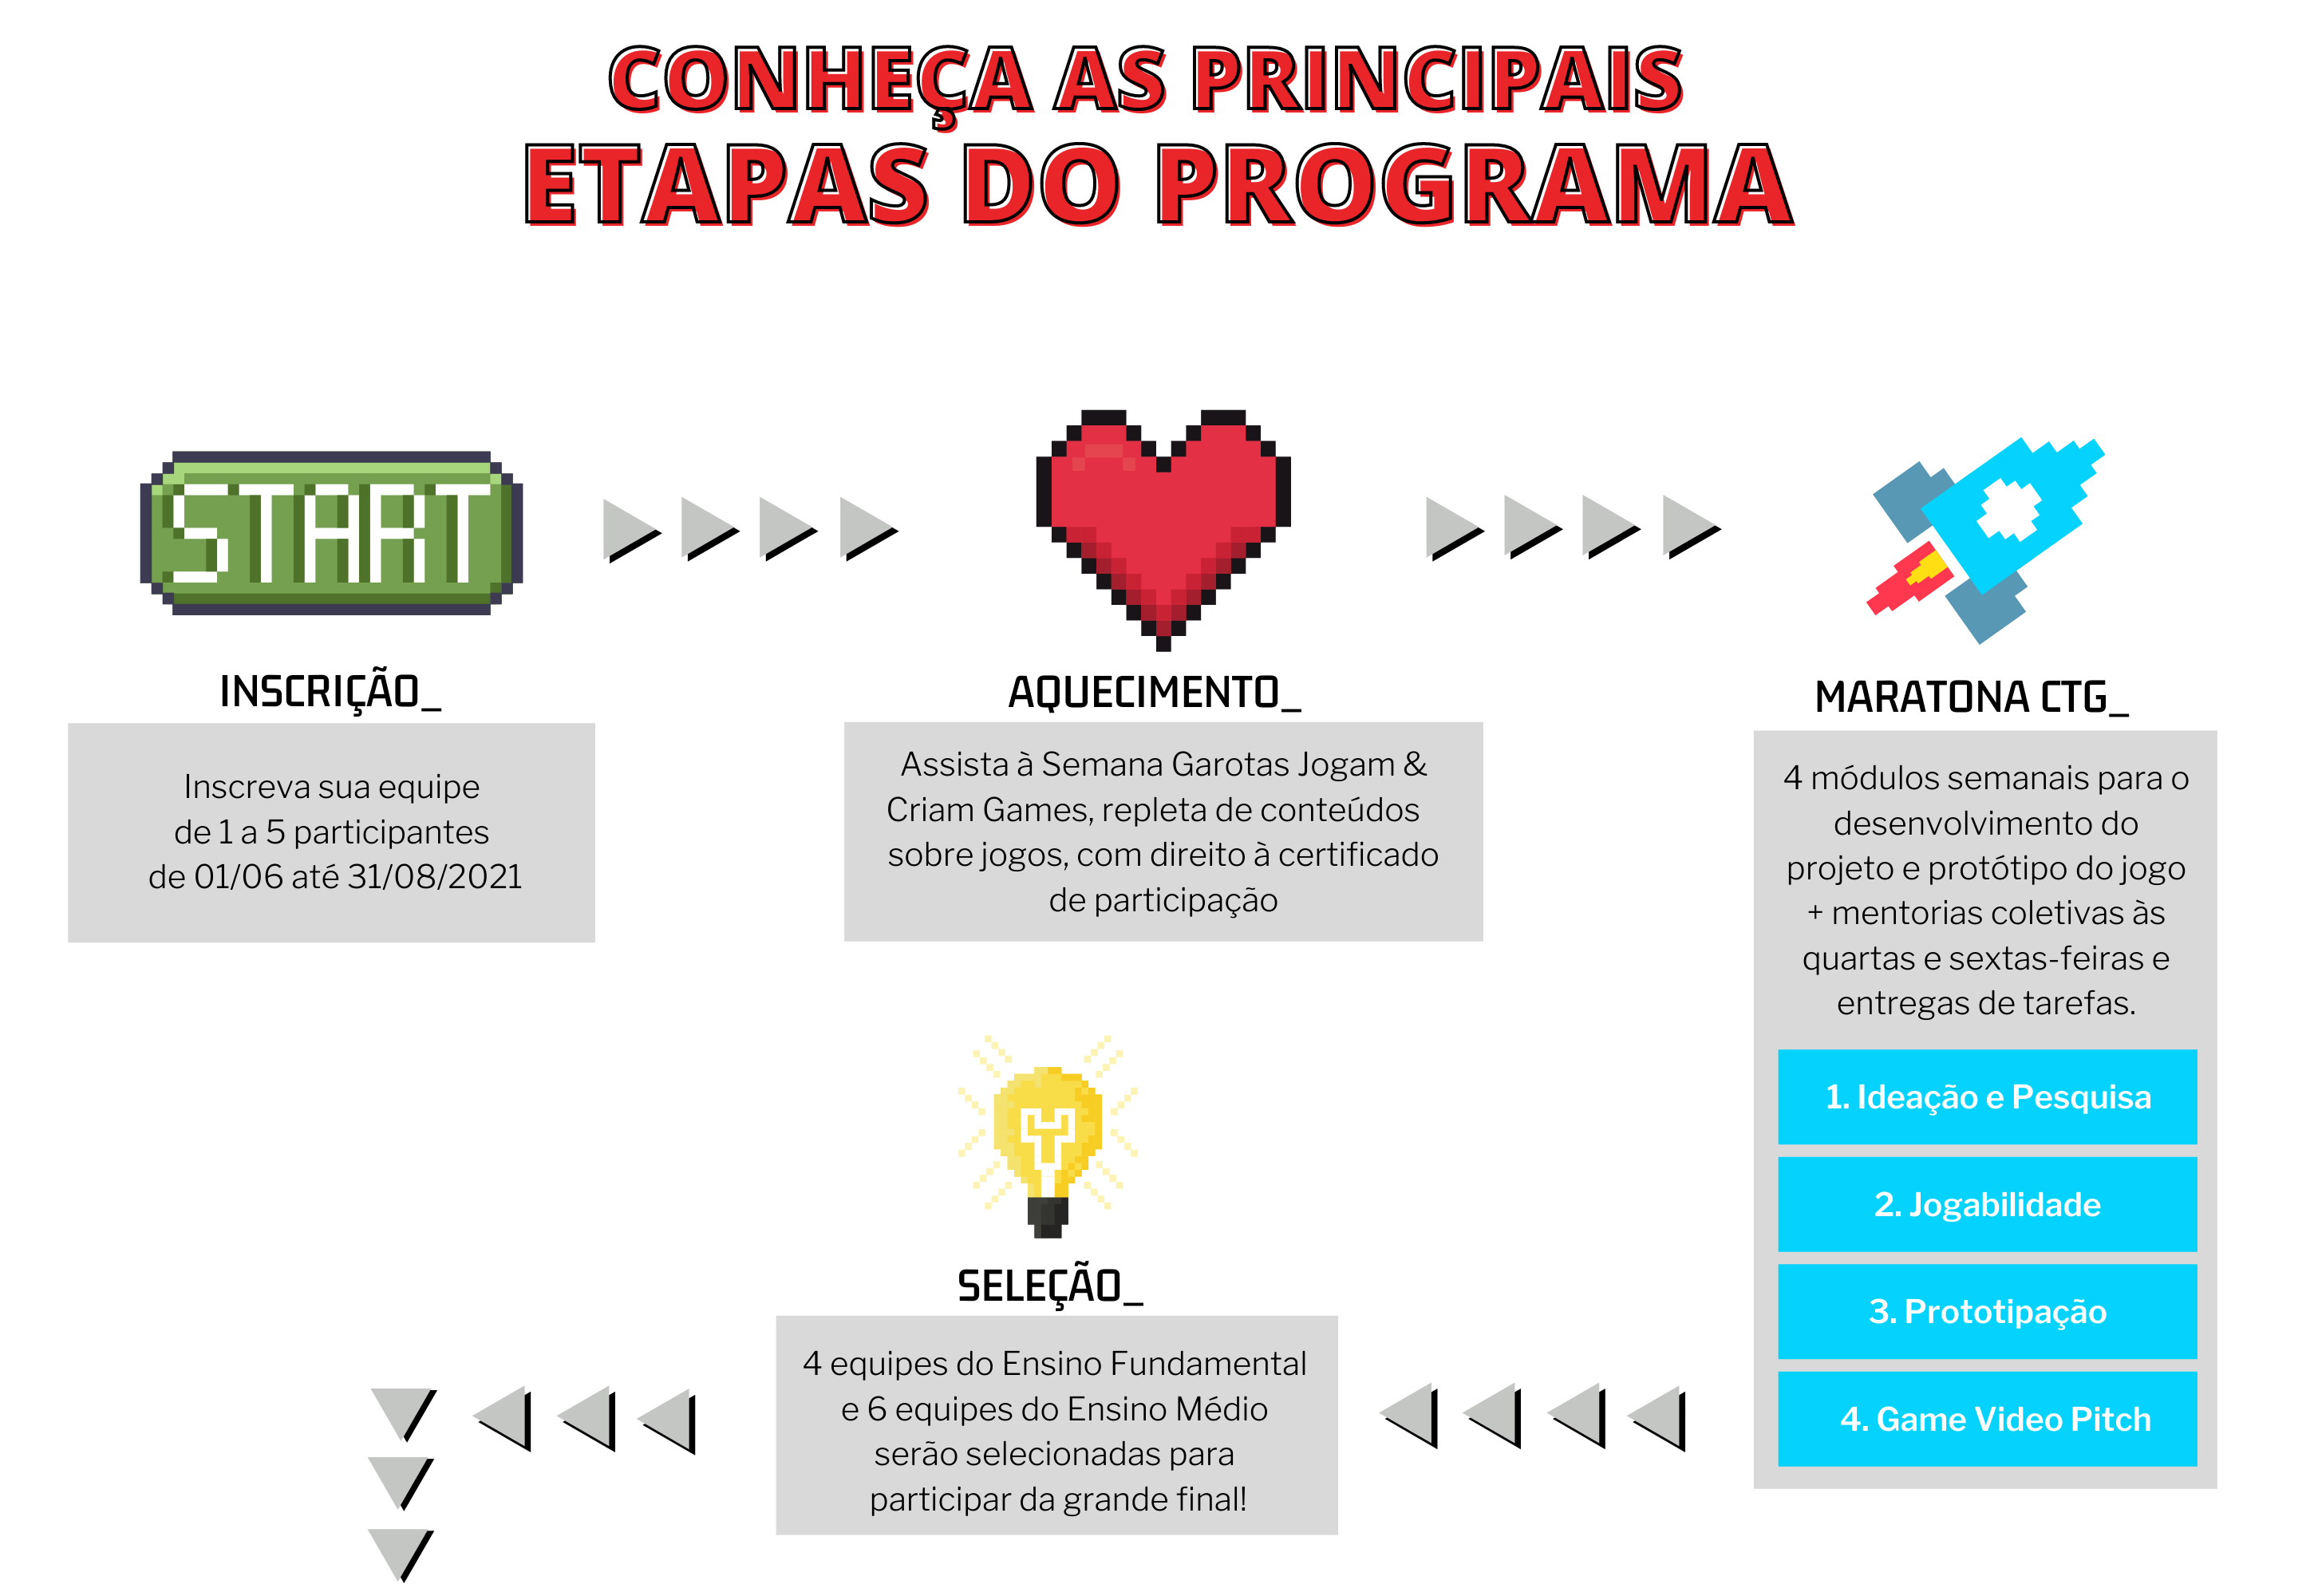 CONHEÇA AS PRINCIPAIS
ETAPAS DO PROGRAMA
START
INSCRIÇÃO_
Inscreva sua equipe
de 1 a 5 participantes
de 01/06 até 31/08/2021
AQUECIMENTO_
Assista à Semana Garotas Jogam &
Criam Games, repleta de conteúdos
sobre jogos, com direito à certificado
de participação
MARATONA CTG_
4 módulos semanais para o
desenvolvimento do
projeto e protótipo do jogo
+ mentorias coletivas às
quartas e sextas-feiras e
entregas de tarefas.
1. Ideação e Pesquisa
2. Jogabilidade
3. Prototipação
4. Game Video Pitch
SELEÇÃO_
4 equipes do Ensino Fundamental
e 6 equipes do Ensino Médio
serão selecionadas para
participar da grande final!